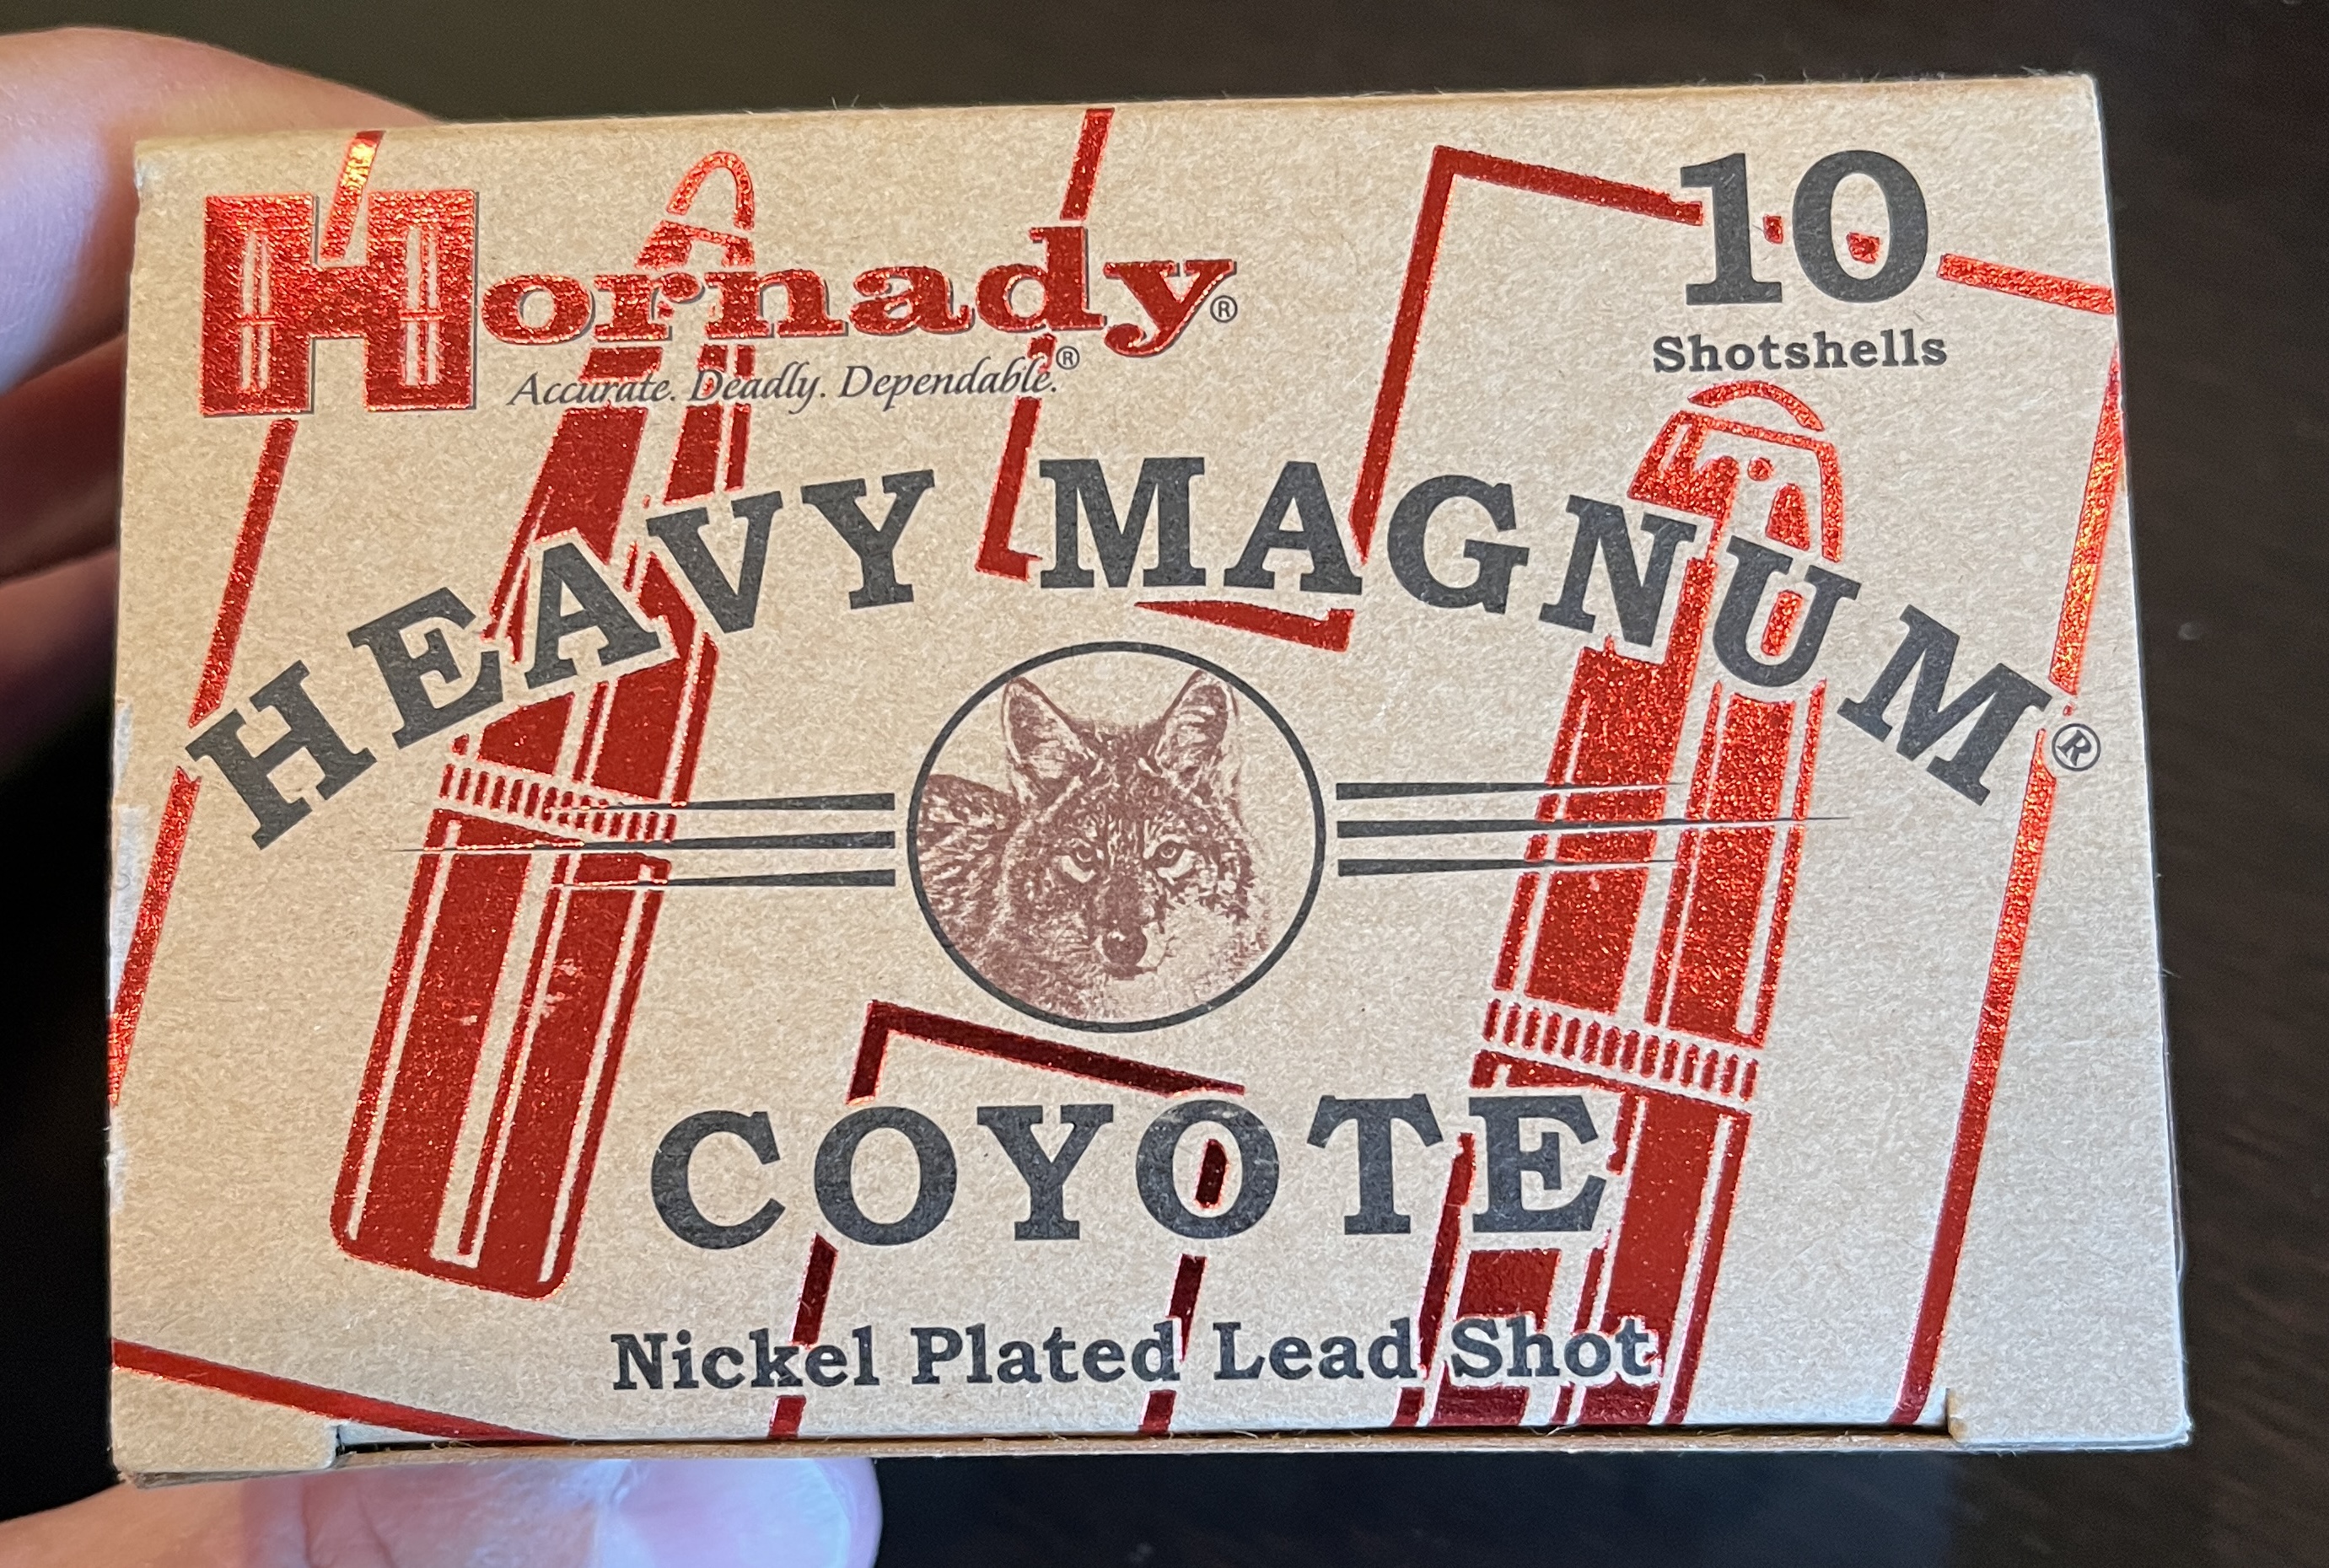 Hornady®
Accurate. Deadly. Dependable.®
10
Shotshells
HEAVY MAGNUM®
COYOTE
Nickel Plated Lead Shot